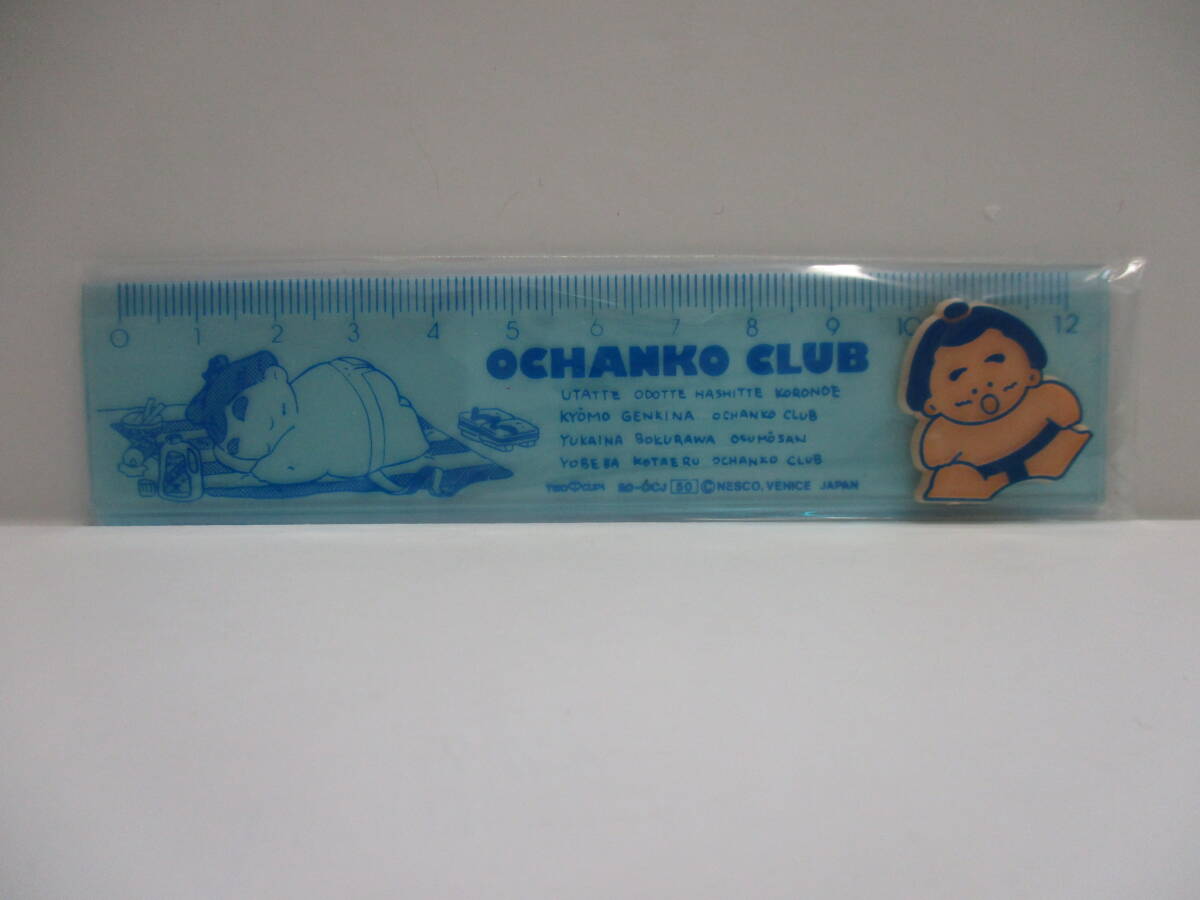 0 1 2 3 4 5 6 7 8 9 10 12
OCHANKO CLUB
UTATTE ODOTTE HASHITTE KORONDE
KYŌMO GENKINA OCHANKO CLUB
YUKAINA BOKURAWA OSUMŌSAN
YOBEBA KOTAERU OCHANKO CLUB
50 ©NESCO, VENICE JAPAN